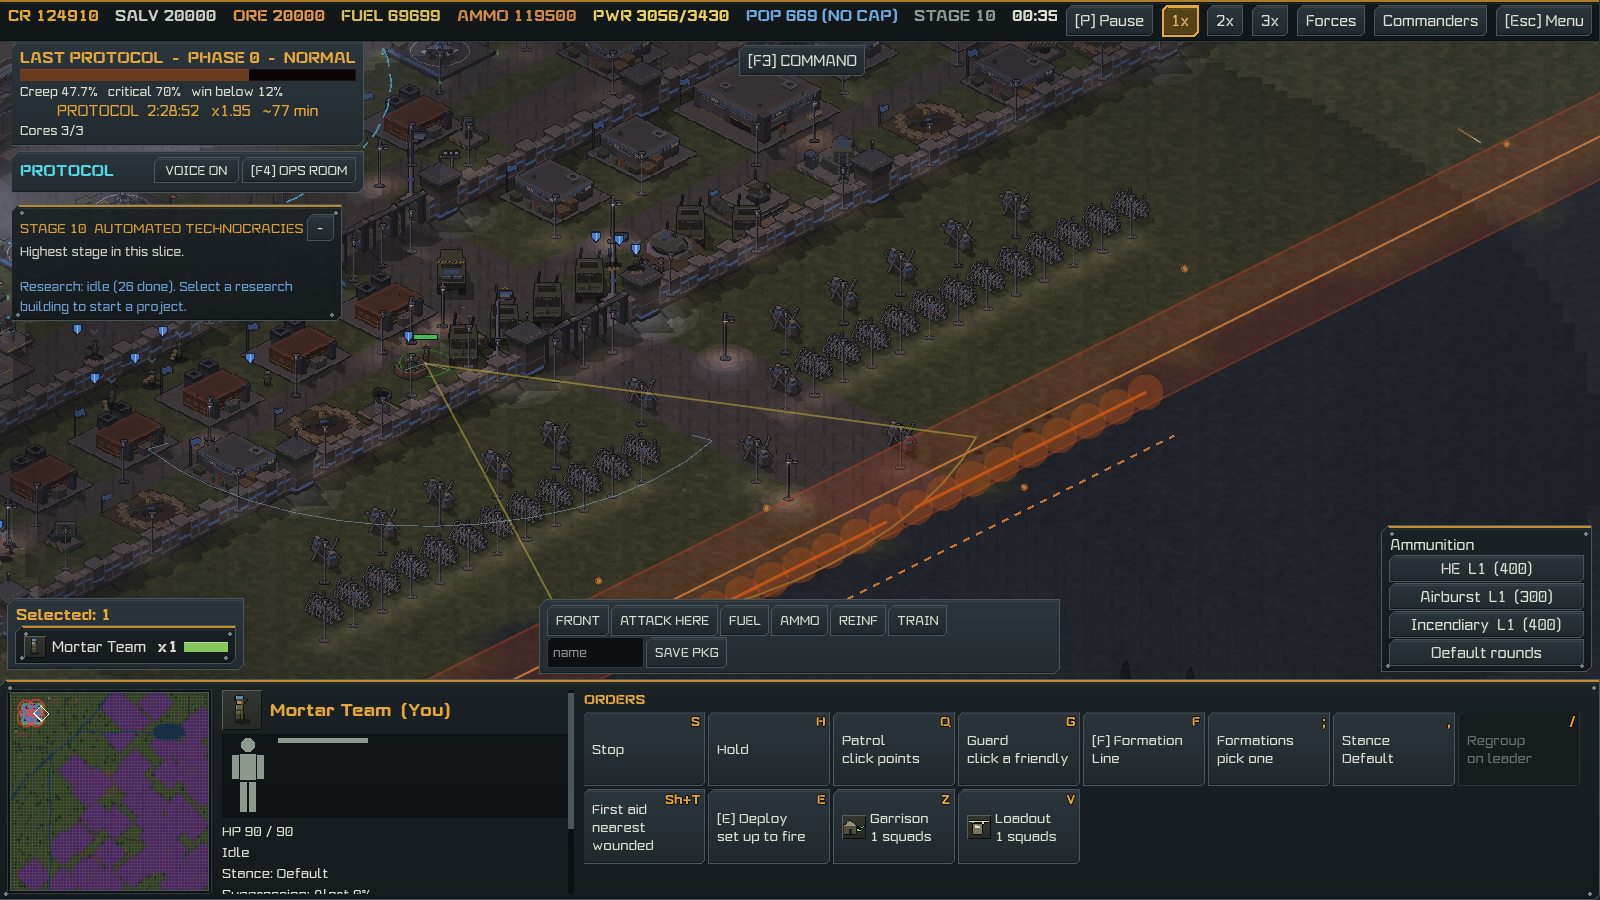 CR 124910 SALV 20000 ORE 20000 FUEL 69699 AMMO 119500 PWR 3056/3430 POP 669 (NO CAP) STAGE 10 00:35 [P] Pause 1x 2x 3x Forces Commanders [Esc] Menu
LAST PROTOCOL - PHASE 0 - NORMAL
Creep 47.7% critical 70% win below 12%
PROTOCOL 2:28:52 x1.95 ~77 min
Cores 3/3
[F3] COMMAND
PROTOCOL VOICE ON [F4] OPS ROOM
STAGE 10 AUTOMATED TECHNOCRACIES -
Highest stage in this slice.
Research: idle (26 done). Select a research
building to start a project.
Ammunition
HE L1 (400)
Airburst L1 (300)
Incendiary L1 (400)
Default rounds
Selected: 1
Mortar Team x1
FRONT ATTACK HERE FUEL AMMO REINF TRAIN
name SAVE PKG
Mortar Team (You)
HP 90 / 90
Idle
Stance: Default
ORDERS
S
Stop
H
Hold
Q
Patrol
click points
G
Guard
click a friendly
F
[F] Formation
Line
;
Formations
pick one
,
Stance
Default
/
Regroup
on leader
Sh+T
First aid
nearest
wounded
E
[E] Deploy
set up to fire
Z
Garrison
1 squads
V
Loadout
1 squads